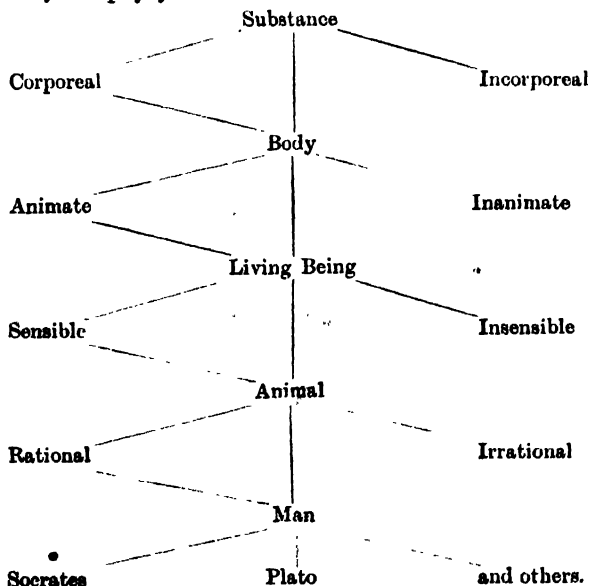 Substance
Corporeal Incorporeal
Body
Animate Inanimate
Living Being
Sensible Insensible
Animal
Rational Irrational
Man
Socrates Plato and others.